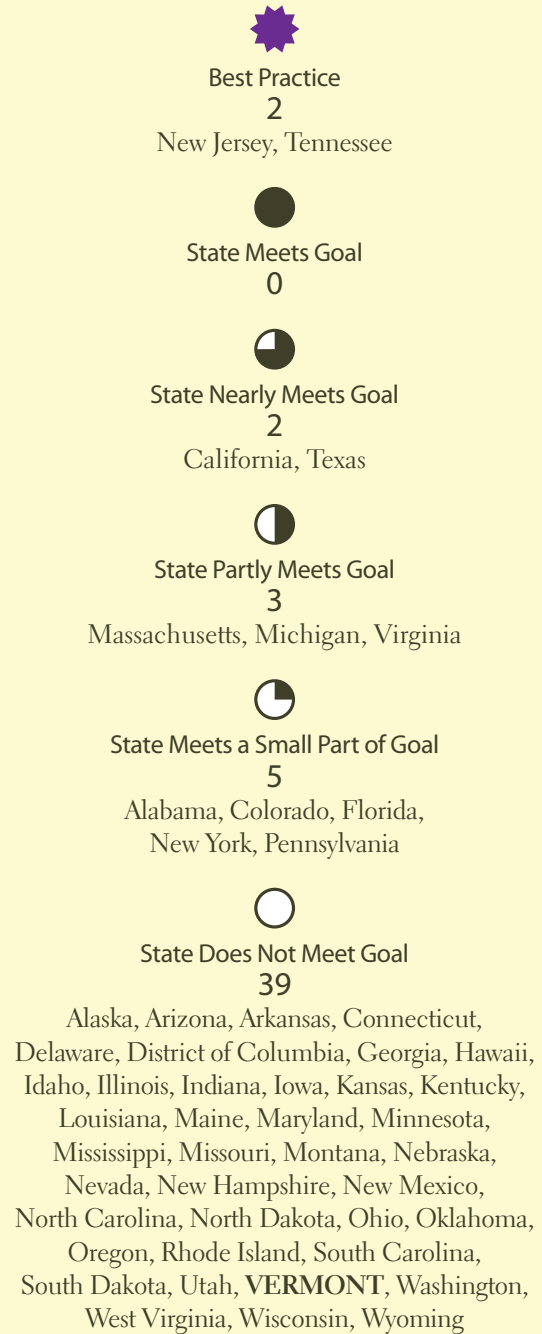 Best Practice
2
New Jersey, Tennessee
State Meets Goal
0
State Nearly Meets Goal
2
California, Texas
State Partly Meets Goal
3
Massachusetts, Michigan, Virginia
State Meets a Small Part of Goal
5
Alabama, Colorado, Florida,
New York, Pennsylvania
State Does Not Meet Goal
39
Alaska, Arizona, Arkansas, Connecticut,
Delaware, District of Columbia, Georgia, Hawaii,
Idaho, Illinois, Indiana, Iowa, Kansas, Kentucky,
Louisiana, Maine, Maryland, Minnesota,
Mississippi, Missouri, Montana, Nebraska,
Nevada, New Hampshire, New Mexico,
North Carolina, North Dakota, Ohio, Oklahoma,
Oregon, Rhode Island, South Carolina,
South Dakota, Utah, VERMONT, Washington,
West Virginia, Wisconsin, Wyoming